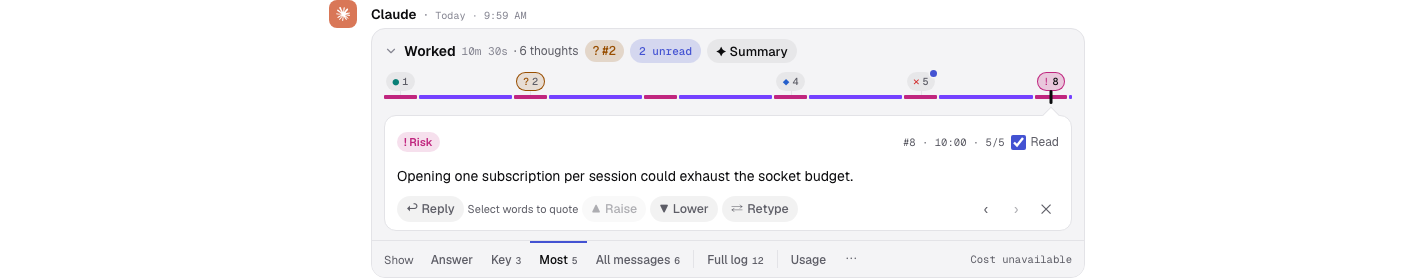 Claude · Today · 9:59 AM
Worked 10m 30s · 6 thoughts ? #2 2 unread ✦ Summary
● 1 ? 2 ◆ 4 × 5 ! 8
! Risk #8 · 10:00 · 5/5 Read
Opening one subscription per session could exhaust the socket budget.
↩ Reply Select words to quote ▲ Raise ▼ Lower ⇄ Retype ‹ › ×
Show Answer Key 3 Most 5 All messages 6 Full log 12 Usage ··· Cost unavailable